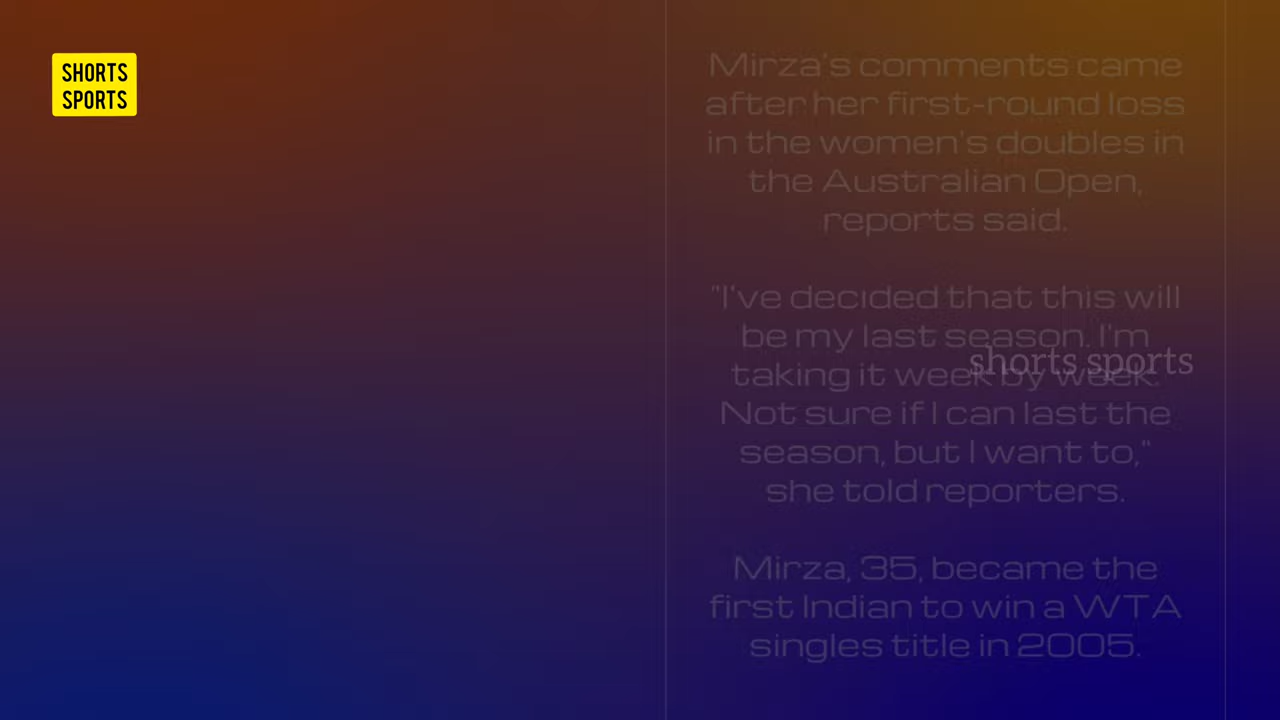 SHORTS
SPORTS
Mirza's comments came
after her first-round loss
in the women's doubles in
the Australian Open,
reports said.
"I've decided that this will
be my last season. I'm
taking it week by week.
Not sure if I can last the
season, but I want to,"
she told reporters.
Mirza, 35, became the
first Indian to win a WTA
singles title in 2005.
shorts sports